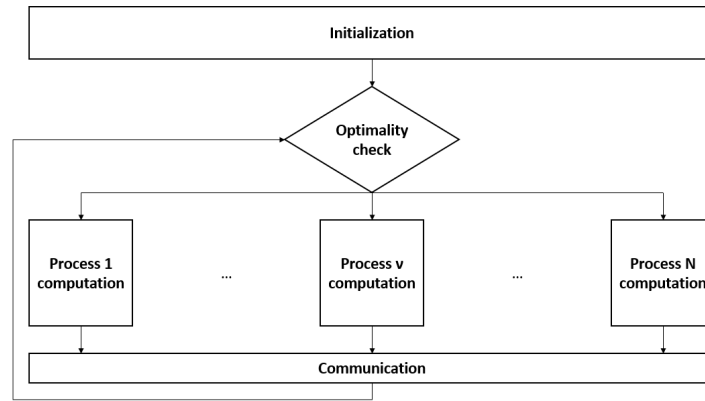 Initialization
Optimality
check
Process 1
computation
...
Process ν
computation
...
Process N
computation
Communication